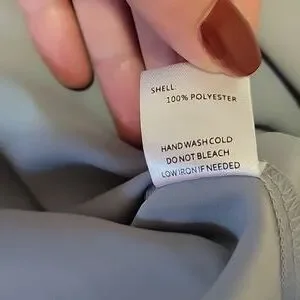 SHELL:
100% POLYESTER
HAND WASH COLD
DO NOT BLEACH
LOW IRON IF NEEDED